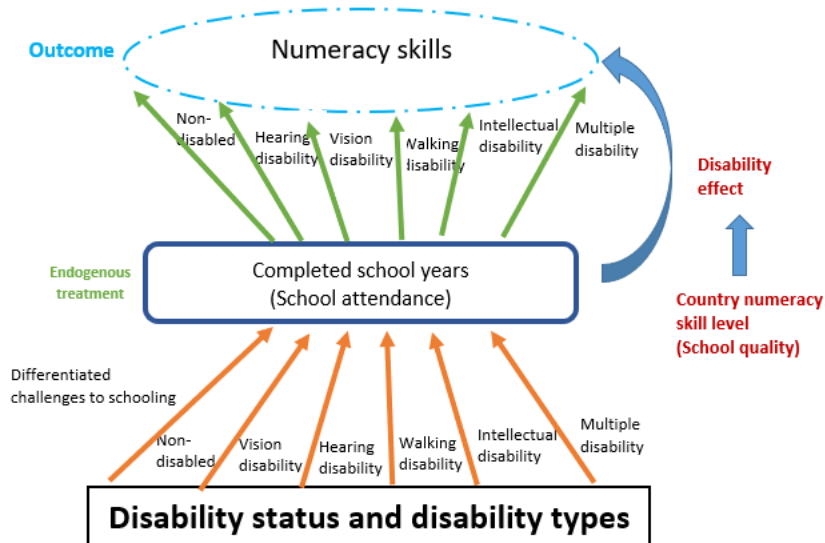 Outcome
Numeracy skills
Non-
disabled
Hearing
disability
Vision
disability
Walking
disability
Intellectual
disability
Multiple
disability
Disability
effect
Endogenous
treatment
Completed school years
(School attendance)
Country numeracy
skill level
(School quality)
Differentiated
challenges to schooling
Non-
disabled
Vision
disability
Hearing
disability
Walking
disability
Intellectual
disability
Multiple
disability
Disability status and disability types